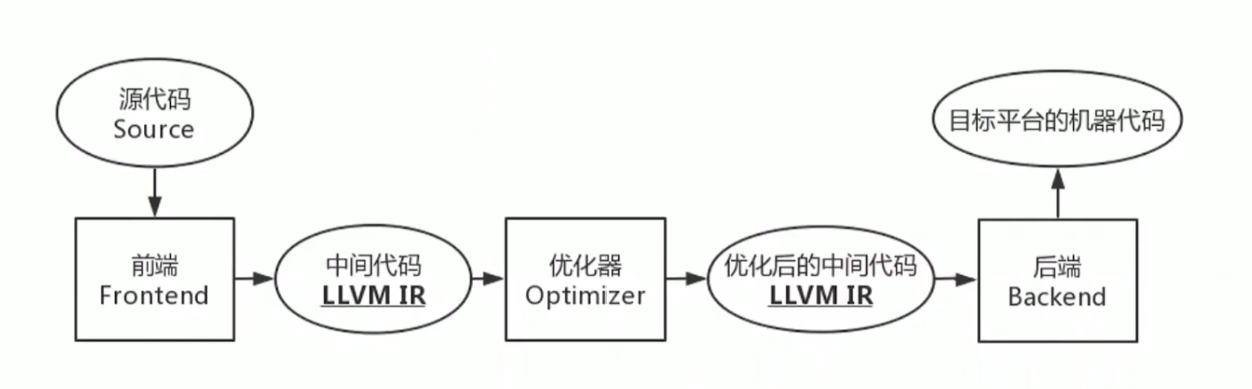 源代码
Source
前端
Frontend
中间代码
LLVM IR
优化器
Optimizer
优化后的中间代码
LLVM IR
后端
Backend
目标平台的机器代码